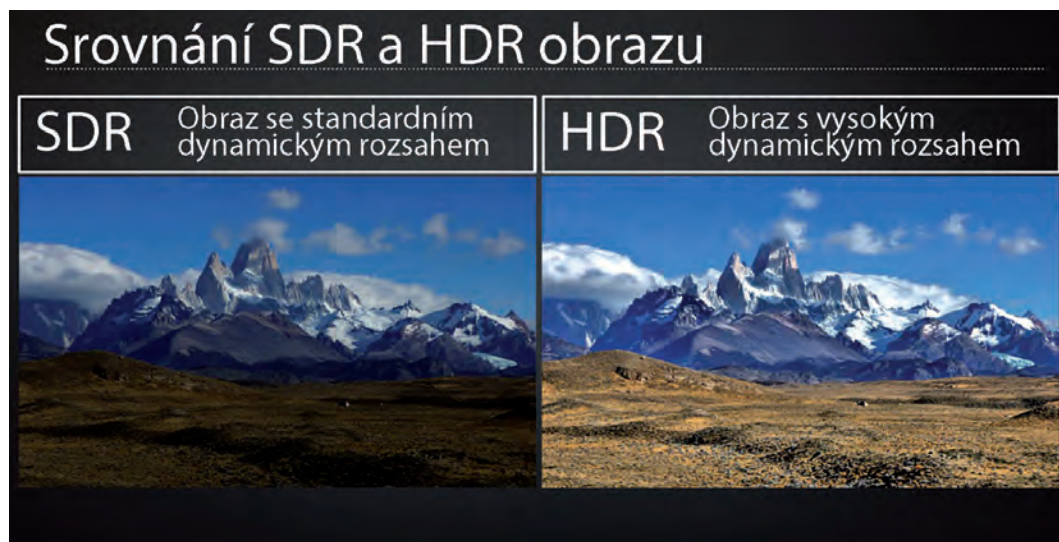 Srovnání SDR a HDR obrazu
SDR
Obraz se standardním
dynamickým rozsahem
HDR
Obraz s vysokým
dynamickým rozsahem